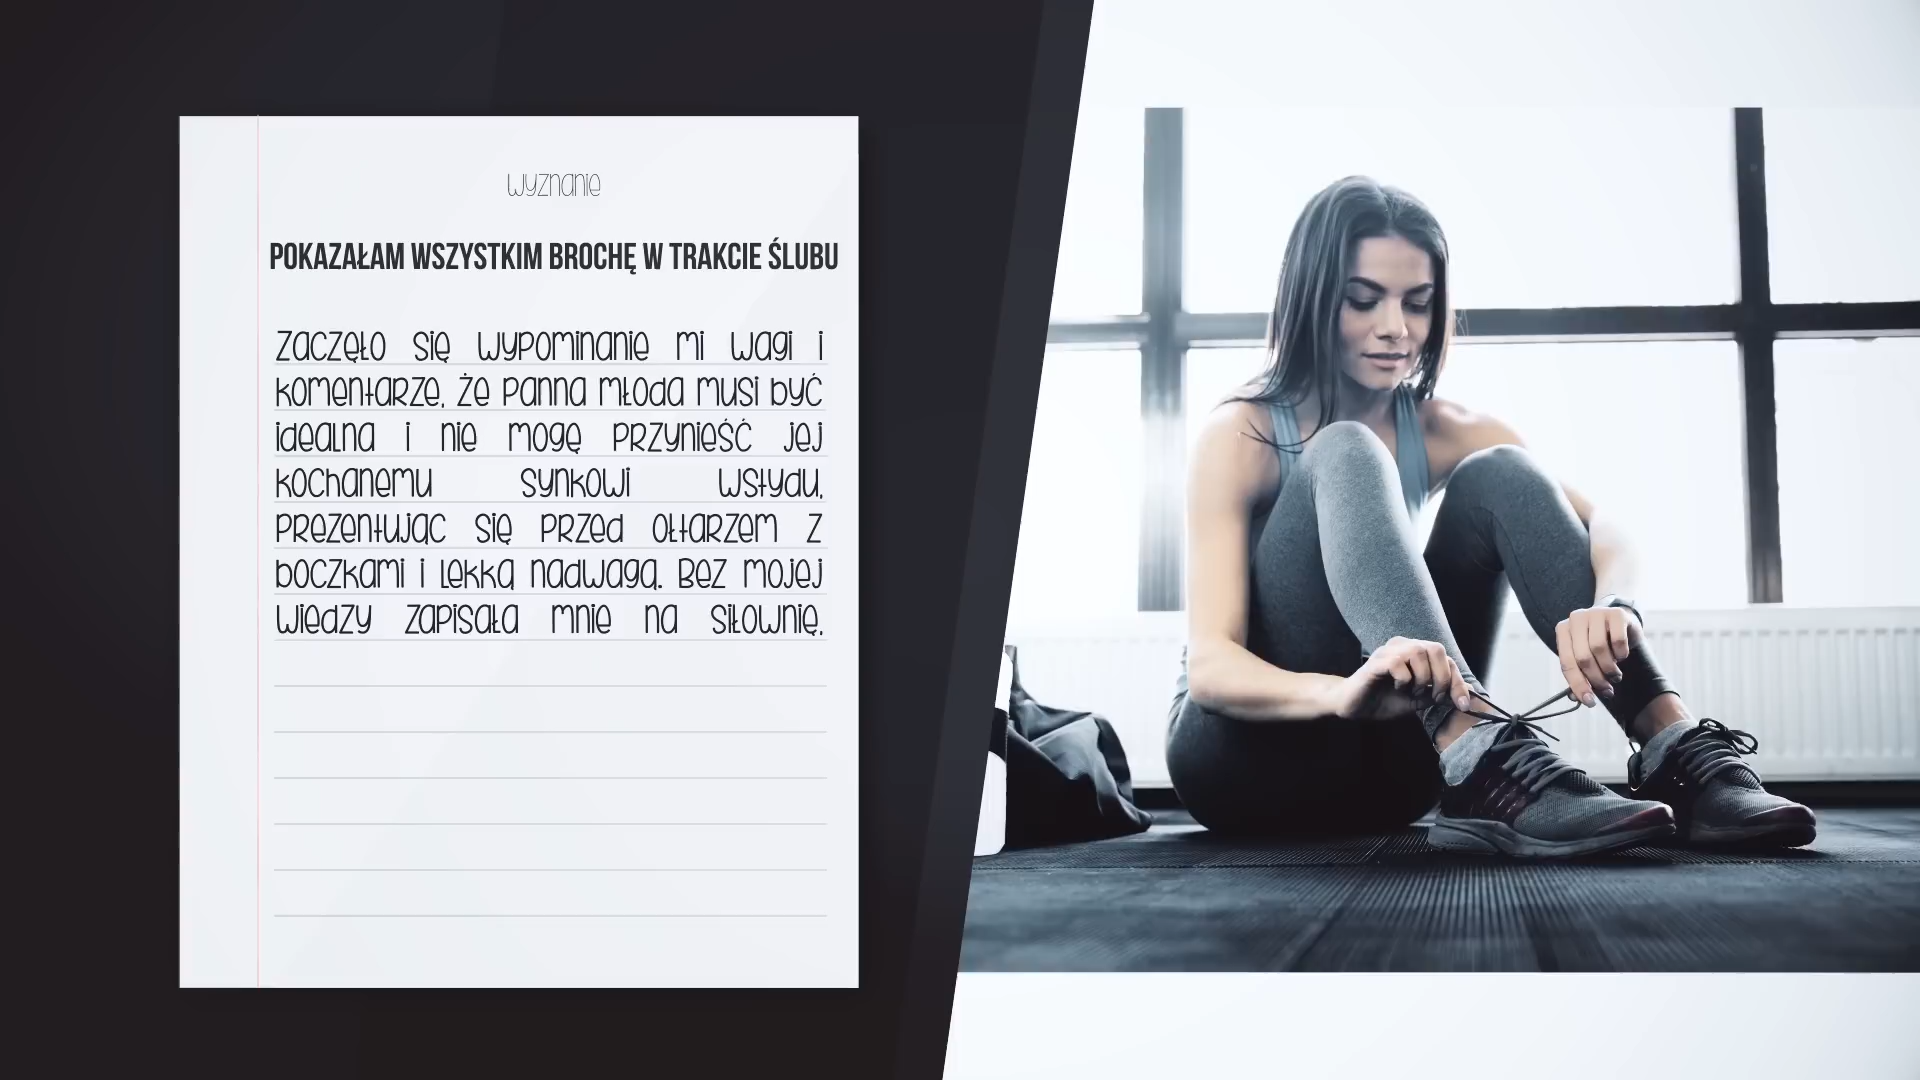 wyznanie
POKAZAŁAM WSZYSTKIM BROCHĘ W TRAKCIE ŚLUBU
Zaczęło się wypominanie mi wagi i
komentarze, że panna młoda musi być
idealna i nie mogę przynieść jej
kochanemu synkowi wstydu,
prezentując się przed ołtarzem z
boczkami i lekką nadwagą. Bez mojej
wiedzy zapisała mnie na siłownię,